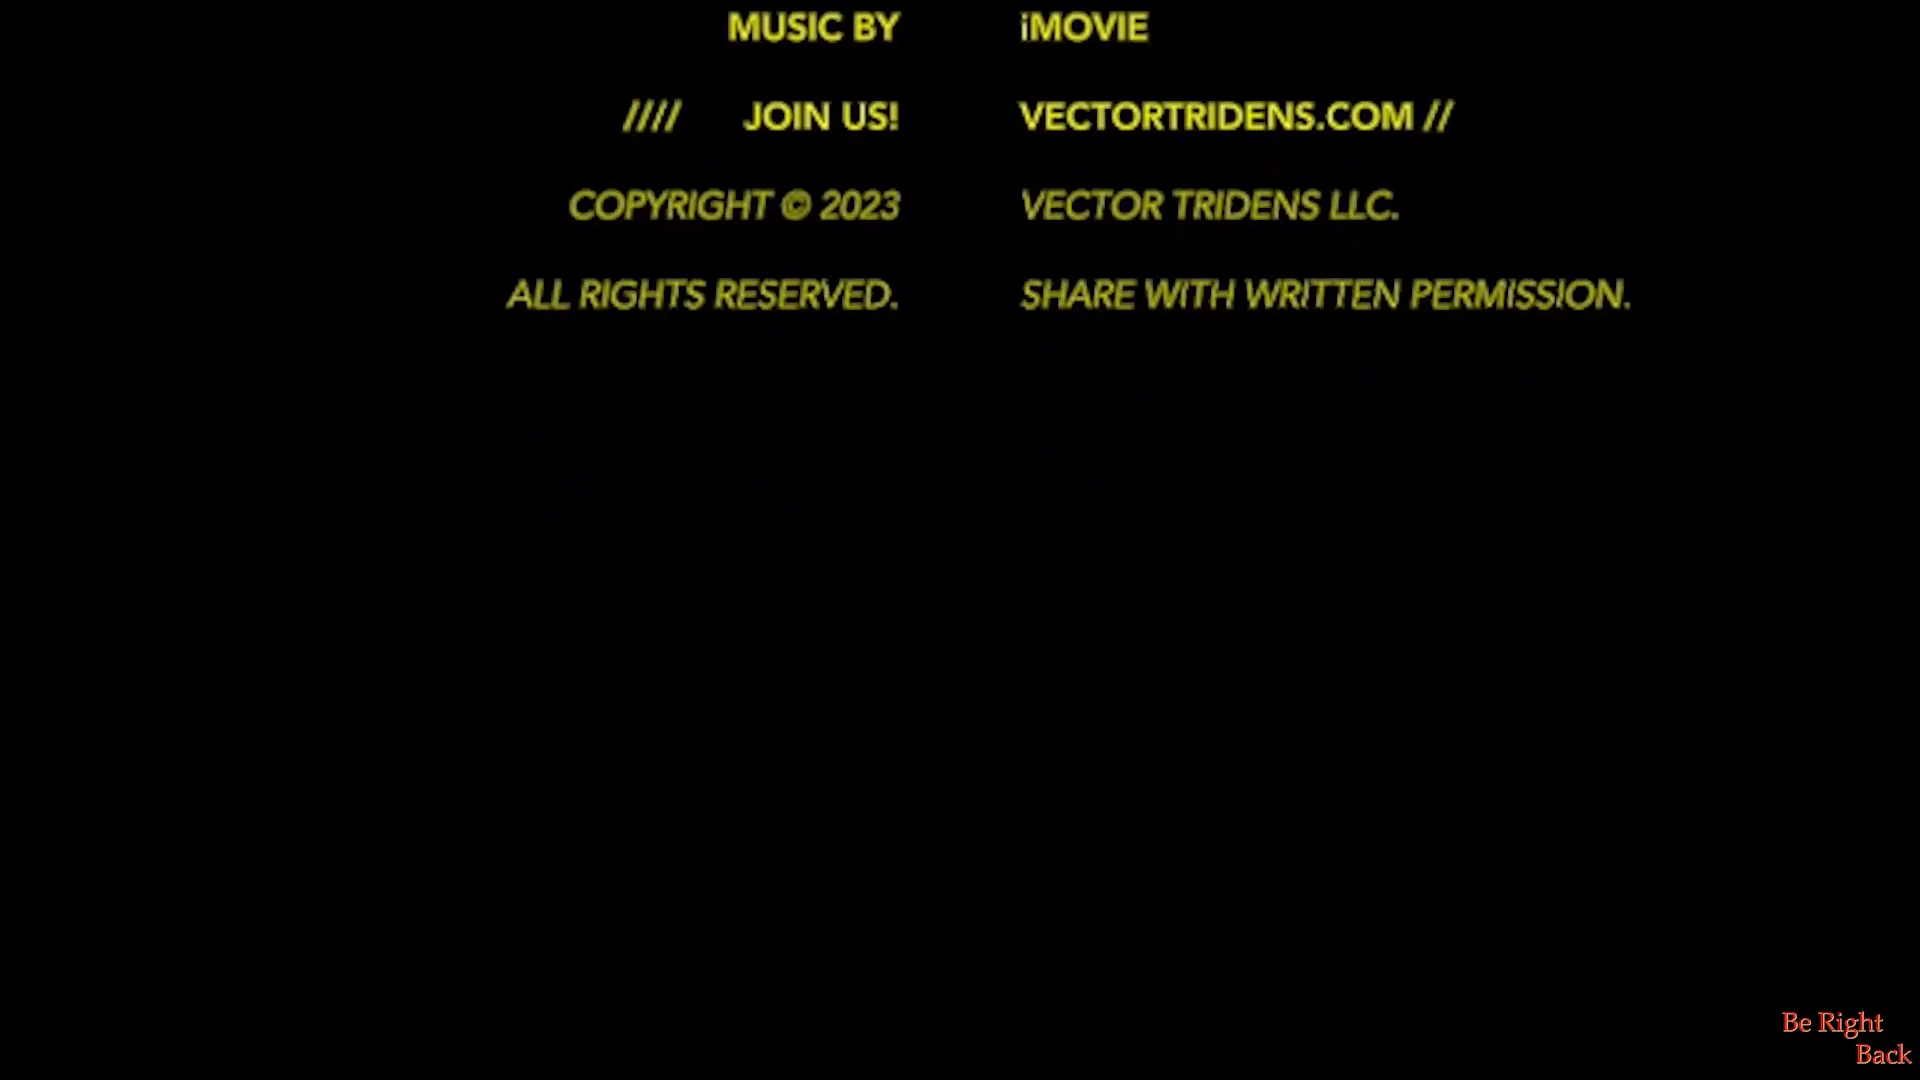 MUSIC BY iMOVIE
//// JOIN US! VECTORTRIDENS.COM //
COPYRIGHT © 2023 VECTOR TRIDENS LLC.
ALL RIGHTS RESERVED. SHARE WITH WRITTEN PERMISSION.
Be Right
Back